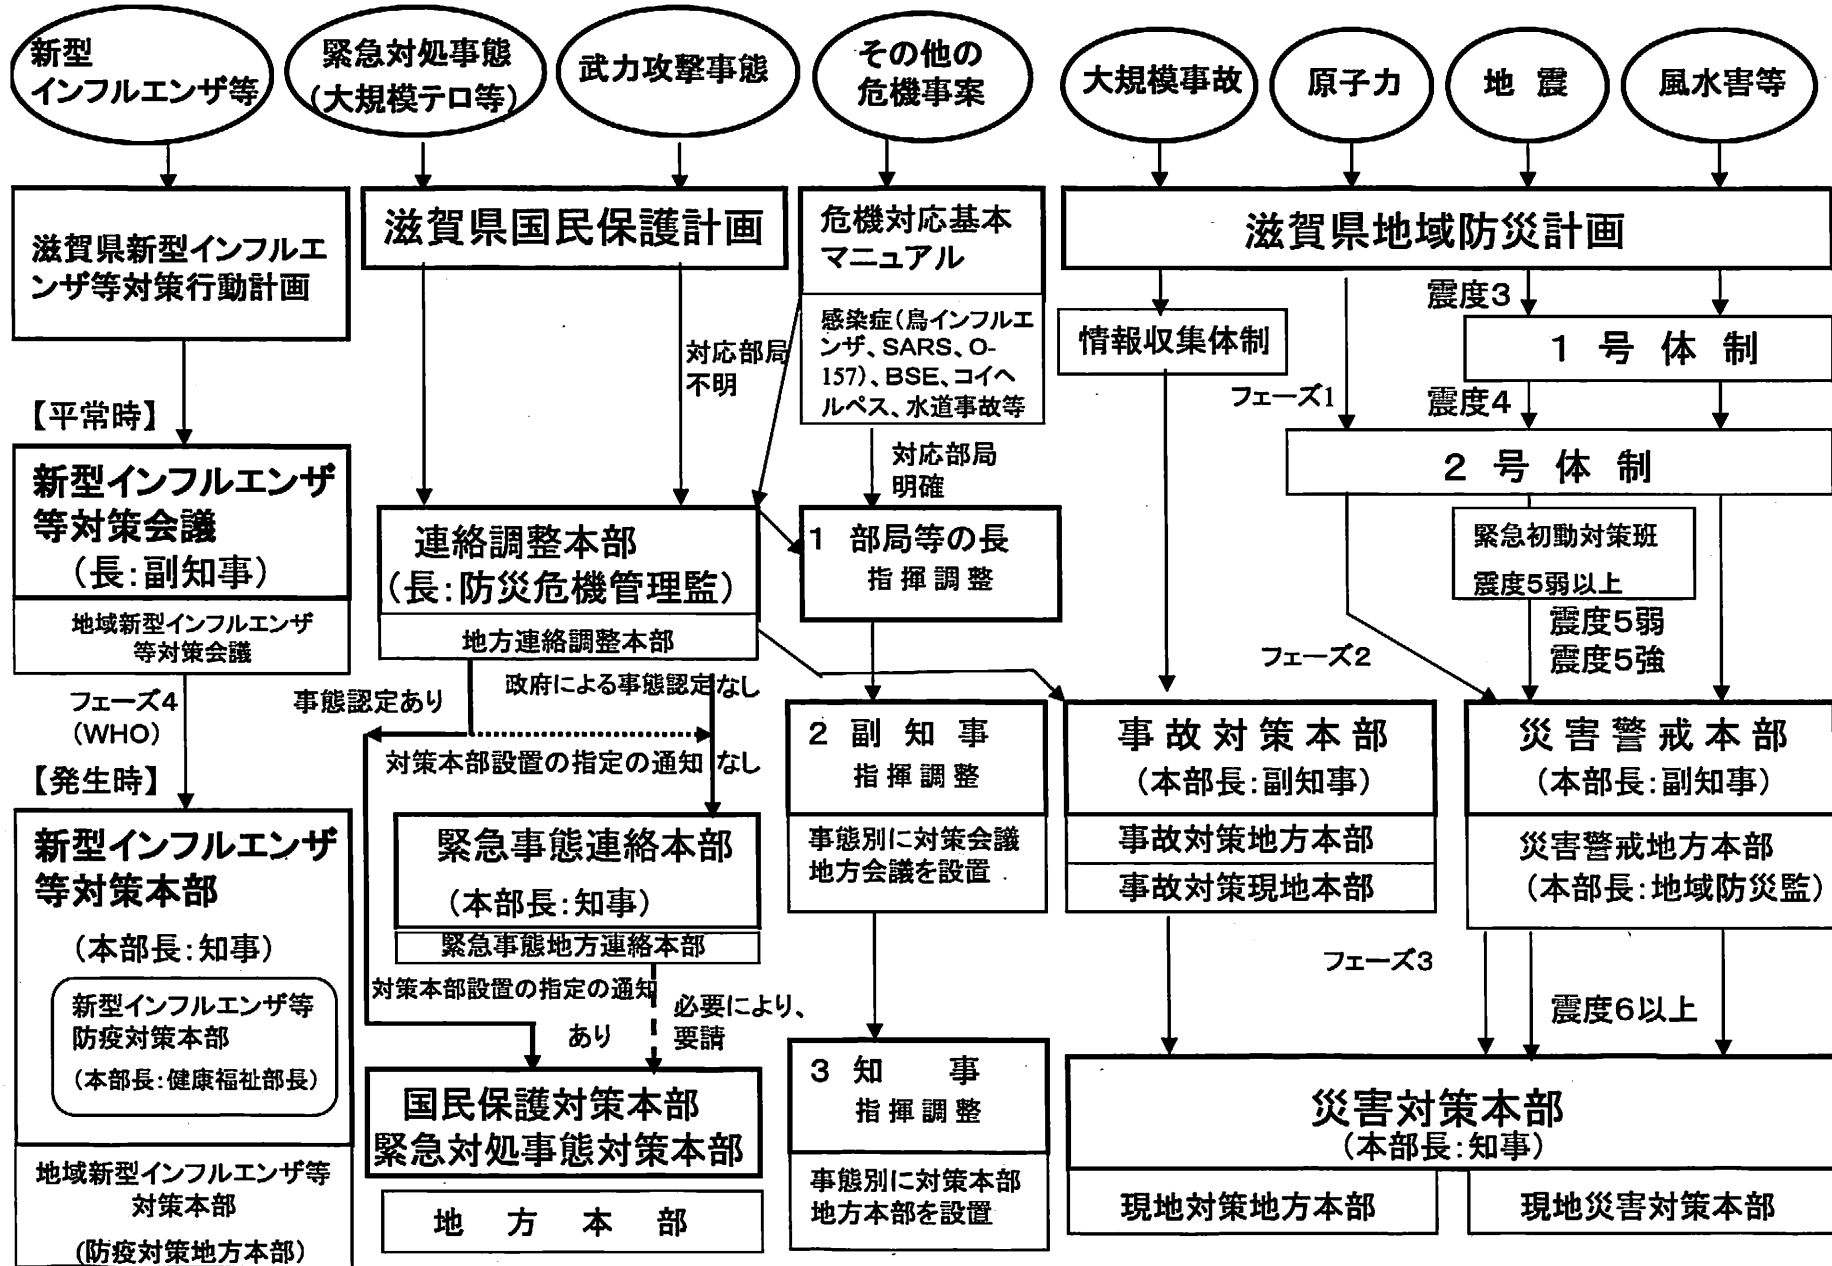 新型
インフルエンザ等
緊急対処事態
(大規模テロ等)
武力攻撃事態
その他の
危機事案
大規模事故
原子力
地 震
風水害等
滋賀県新型インフルエ
ンザ等対策行動計画
滋賀県国民保護計画
危機対応基本
マニュアル
感染症(鳥インフルエ
ンザ、SARS、O-
157)、BSE、コイヘ
ルペス、水道事故等
滋賀県地域防災計画
情報収集体制
震度3
1 号 体 制
フェーズ1
震度4
2 号 体 制
対応部局
不明
対応部局
明確
【平常時】
新型インフルエンザ
等対策会議
(長:副知事)
地域新型インフルエンザ
等対策会議
連絡調整本部
(長:防災危機管理監)
地方連絡調整本部
1 部局等の長
指揮調整
緊急初動対策班
震度5弱以上
震度5弱
震度5強
フェーズ2
フェーズ4
(WHO)
【発生時】
事態認定あり
政府による事態認定なし
対策本部設置の指定の通知 なし
2 副 知 事
指揮調整
事態別に対策会議
地方会議を設置
事故対策本部
(本部長:副知事)
事故対策地方本部
事故対策現地本部
災害警戒本部
(本部長:副知事)
災害警戒地方本部
(本部長:地域防災監)
新型インフルエンザ
等対策本部
(本部長:知事)
新型インフルエンザ等
防疫対策本部
(本部長:健康福祉部長)
地域新型インフルエンザ等
対策本部
(防疫対策地方本部)
緊急事態連絡本部
(本部長:知事)
緊急事態地方連絡本部
対策本部設置の指定の通知
あり
必要により、
要請
国民保護対策本部
緊急対処事態対策本部
地 方 本 部
3 知 事
指揮調整
事態別に対策本部
地方本部を設置
フェーズ3
震度6以上
災害対策本部
(本部長:知事)
現地対策地方本部
現地災害対策本部